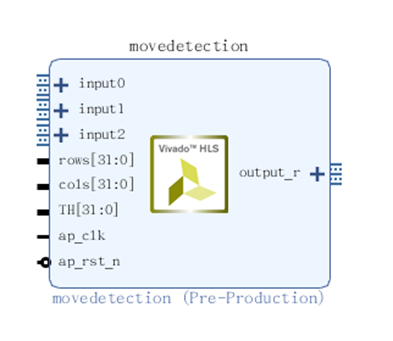 movedetection
input0
input1
input2
rows[31:0]
cols[31:0]
TH[31:0]
ap_clk
ap_rst_n
Vivado™ HLS
output_r
movedetection (Pre-Production)